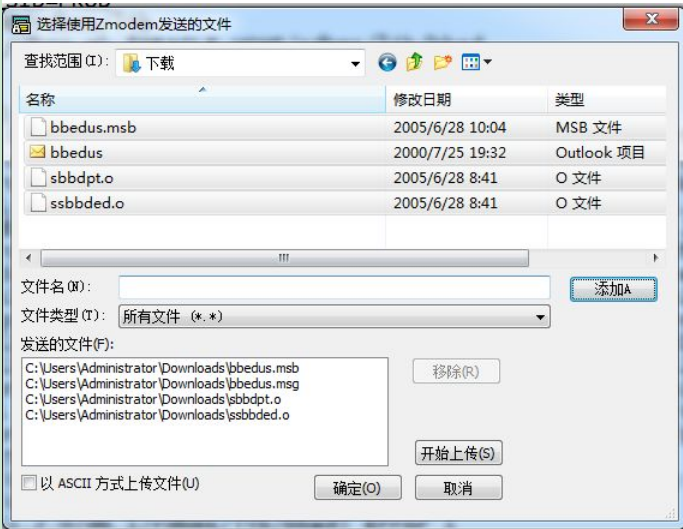 选择使用Zmodem发送的文件
查找范围(I): 下载
名称 修改日期 类型
bbedus.msb 2005/6/28 10:04 MSB 文件
bbedus 2000/7/25 19:32 Outlook 项目
sbbdpt.o 2005/6/28 8:41 O 文件
ssbbded.o 2005/6/28 8:41 O 文件
文件名(N): 添加A
文件类型(T): 所有文件 (*.*)
发送的文件(F):
C:\Users\Administrator\Downloads\bbedus.msb
C:\Users\Administrator\Downloads\bbedus.msg
C:\Users\Administrator\Downloads\sbbdpt.o
C:\Users\Administrator\Downloads\ssbbded.o
移除(R)
开始上传(S)
以 ASCII 方式上传文件(U) 确定(O) 取消